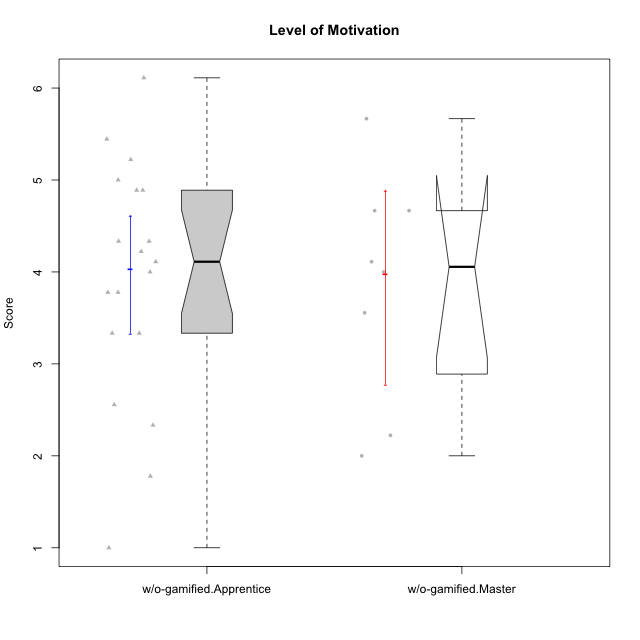 Level of Motivation
Score
6
5
4
3
2
1
w/o-gamified.Apprentice
w/o-gamified.Master